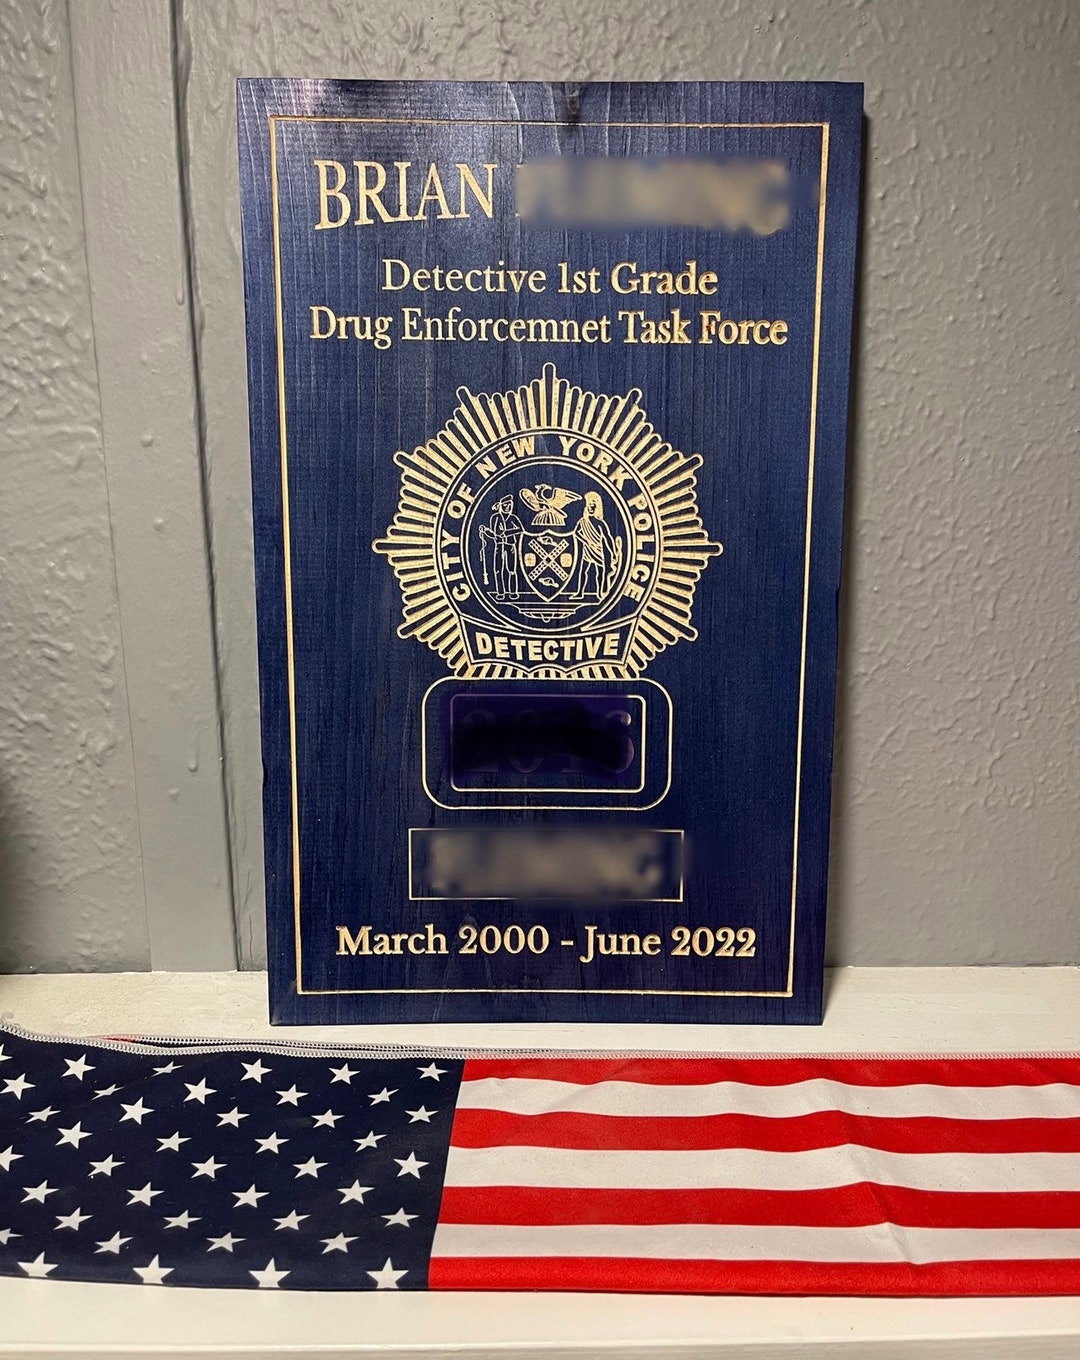 BRIAN
Detective 1st Grade
Drug Enforcemnet Task Force
CITY OF NEW YORK POLICE
DETECTIVE
March 2000 - June 2022